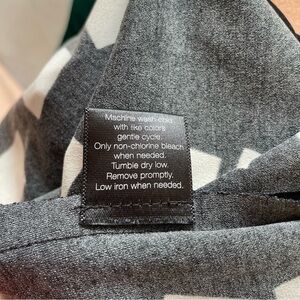 Machine wash cold
with like colors
gentle cycle.
Only non-chlorine bleach
when needed.
Tumble dry low.
Remove promptly.
Low iron when needed.